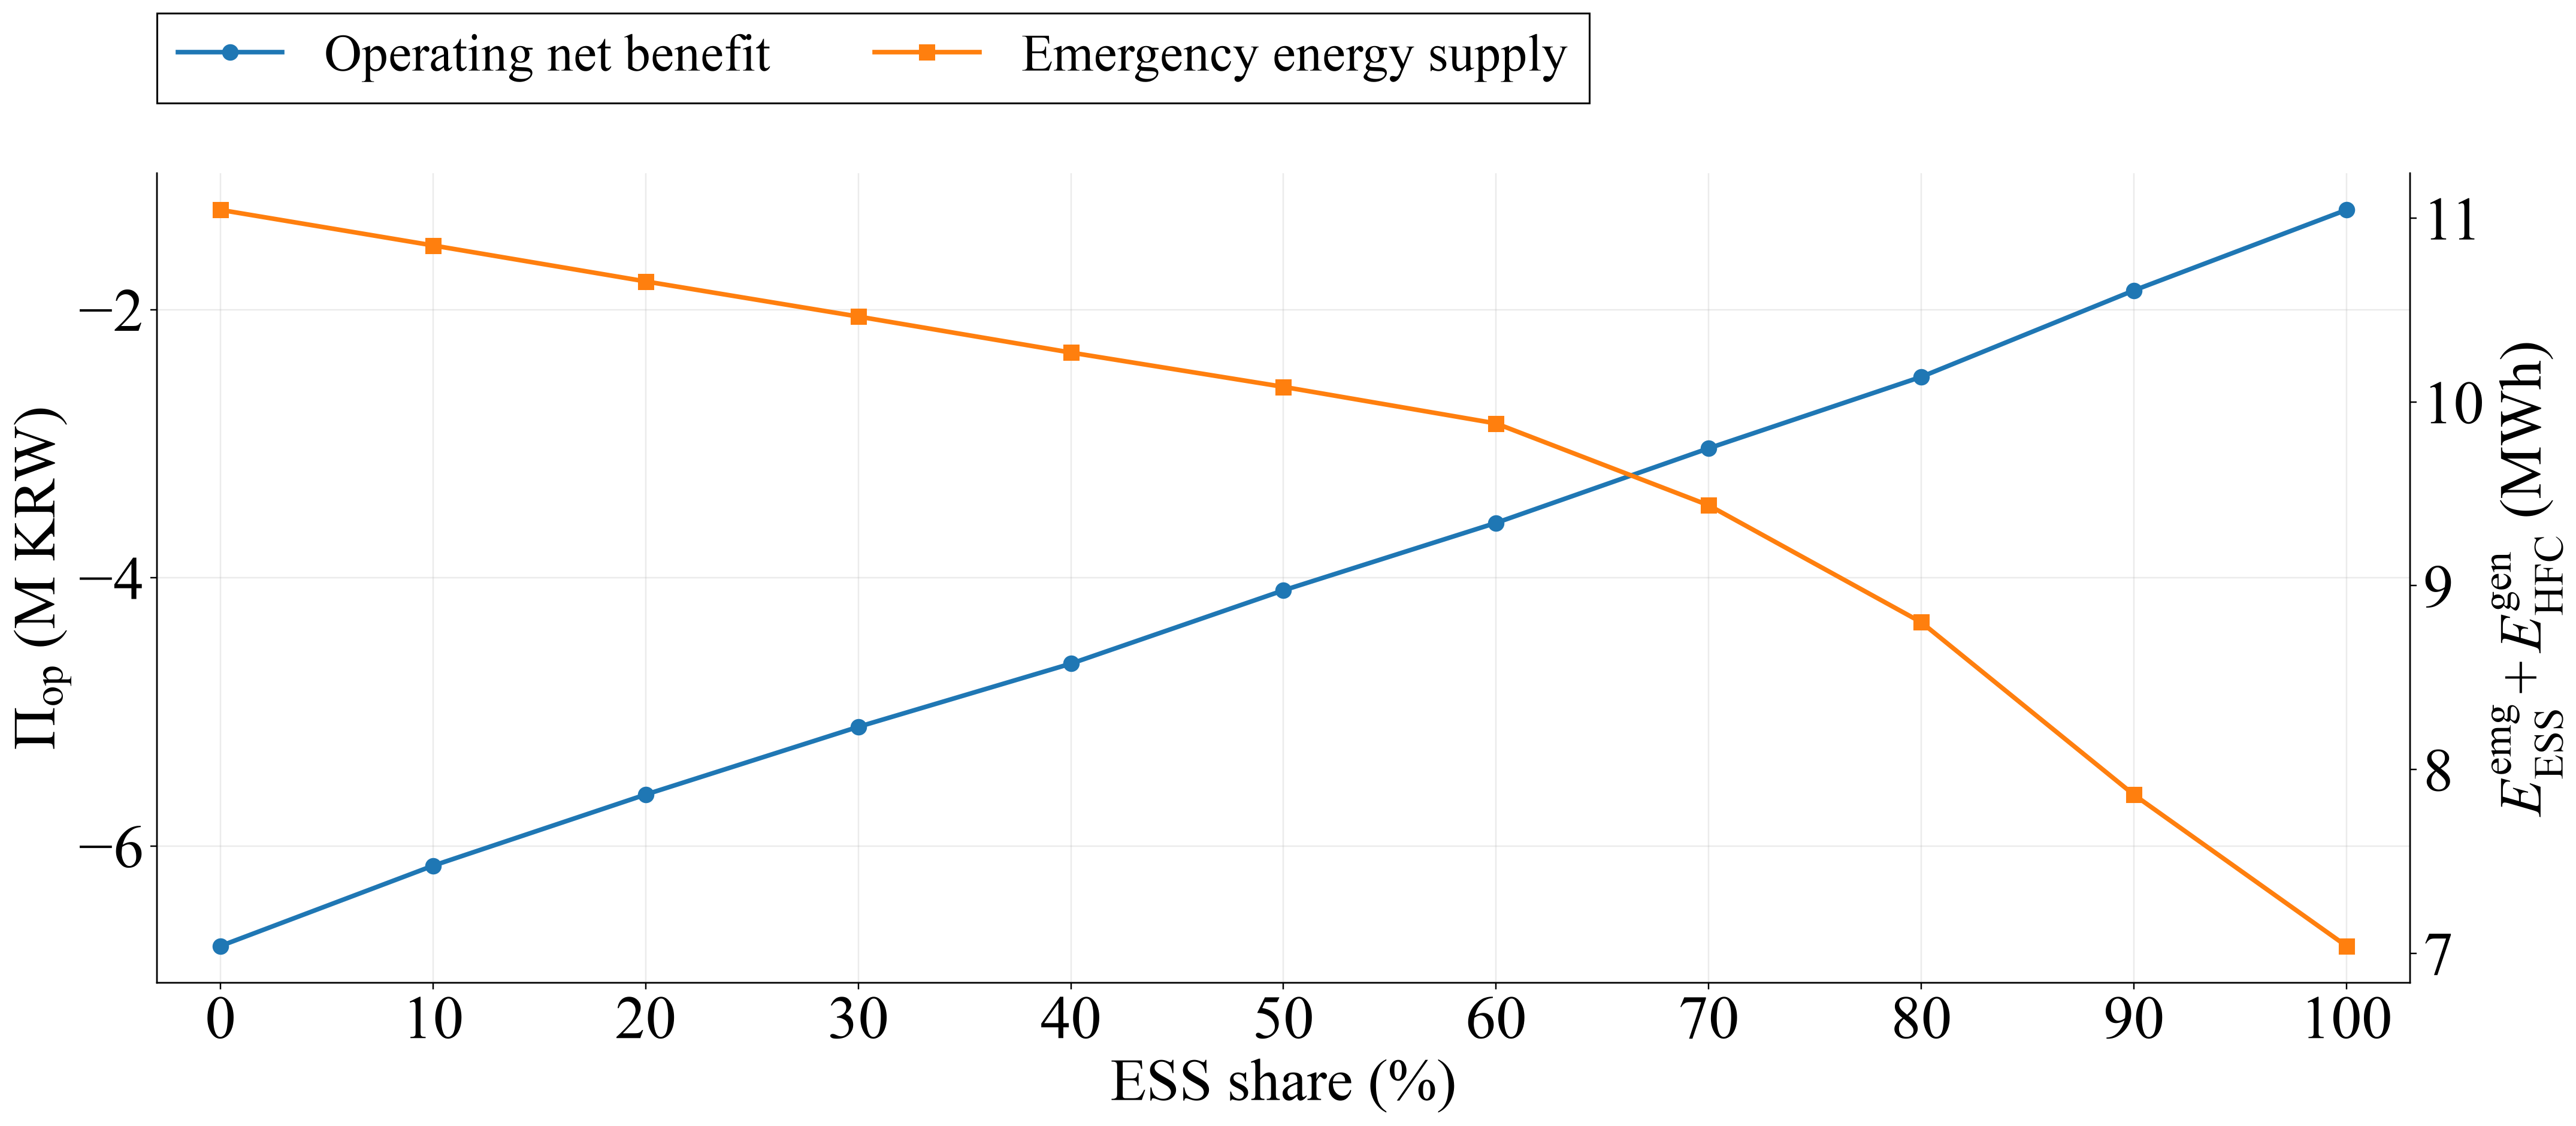 Operating net benefit
Emergency energy supply
Π_op (M KRW)
−2
−4
−6
11
10
9
8
7
E_ESS^emg + E_HFC^gen (MWh)
0 10 20 30 40 50 60 70 80 90 100
ESS share (%)